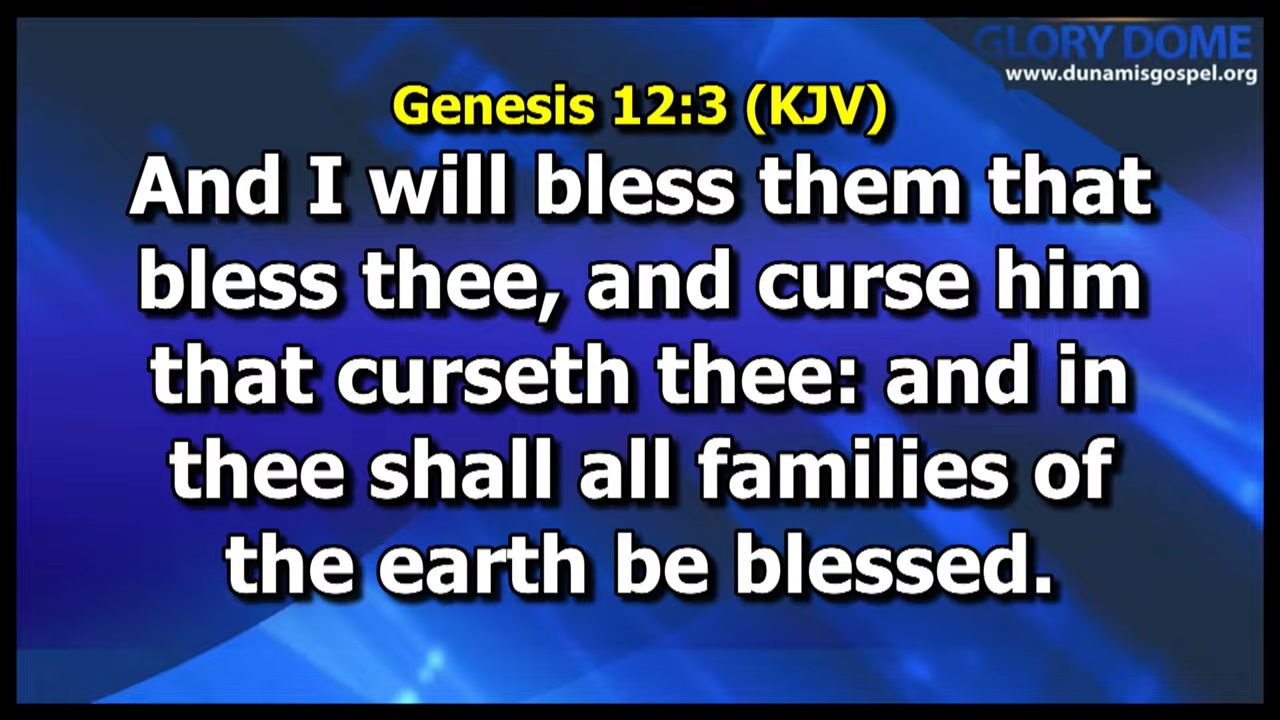 GLORY DOME
www.dunamisgospel.org
Genesis 12:3 (KJV)
And I will bless them that
bless thee, and curse him
that curseth thee: and in
thee shall all families of
the earth be blessed.